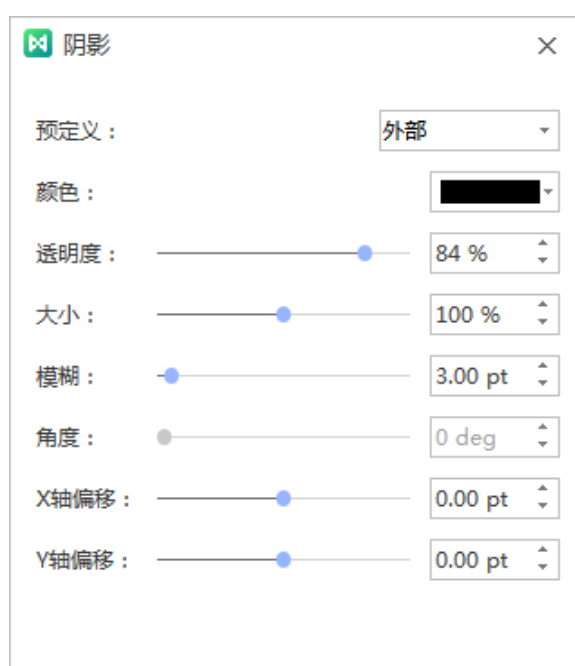 阴影
预定义： 外部
颜色：
透明度： 84 %
大小： 100 %
模糊： 3.00 pt
角度： 0 deg
X轴偏移： 0.00 pt
Y轴偏移： 0.00 pt